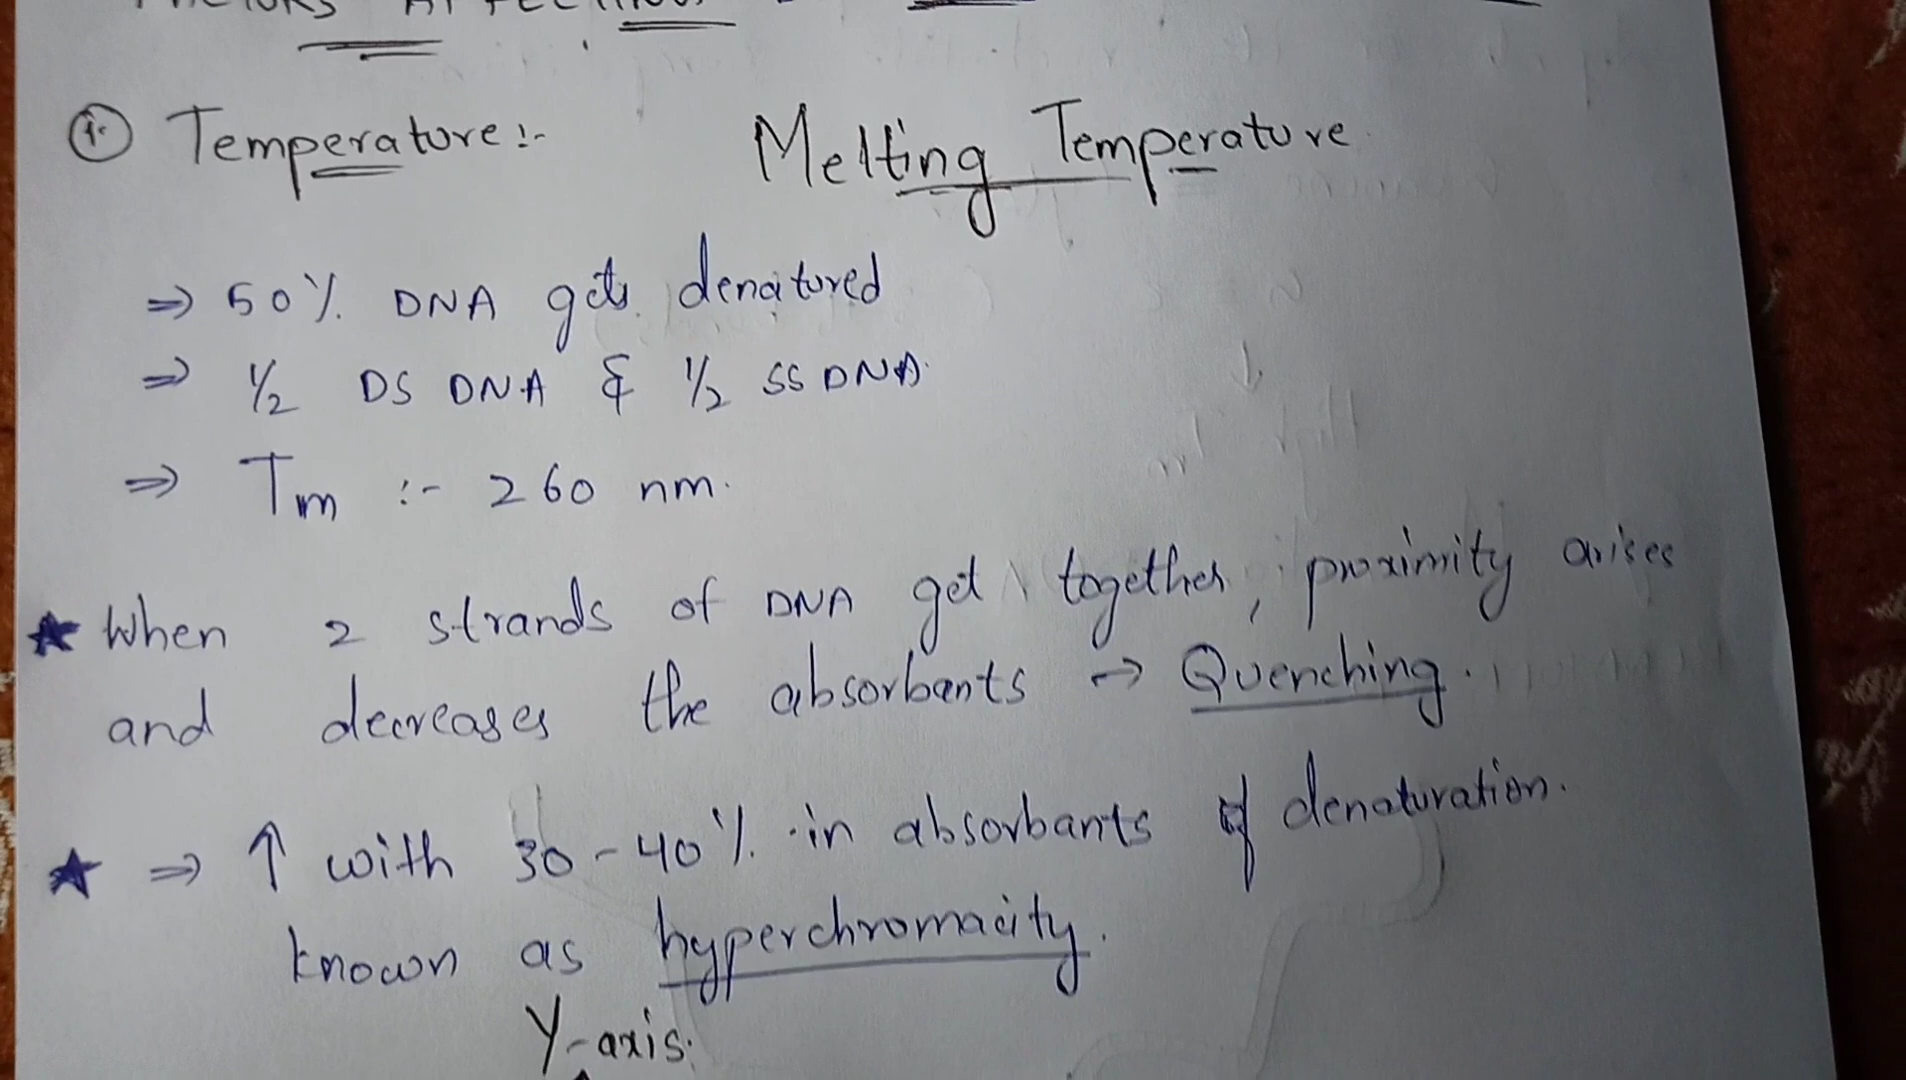 ① Temperature :- Melting Temperature
⇒ 50% DNA gets denatured
⇒ 1/2 DS DNA & 1/2 SS DNA.
⇒ Tm :- 260 nm.
★ When 2 strands of DNA get together, proximity arises
and decreases the absorbants → Quenching.
★ ⇒ ↑ with 30-40% in absorbants of denaturation.
known as hyperchromacity.
Y-axis.